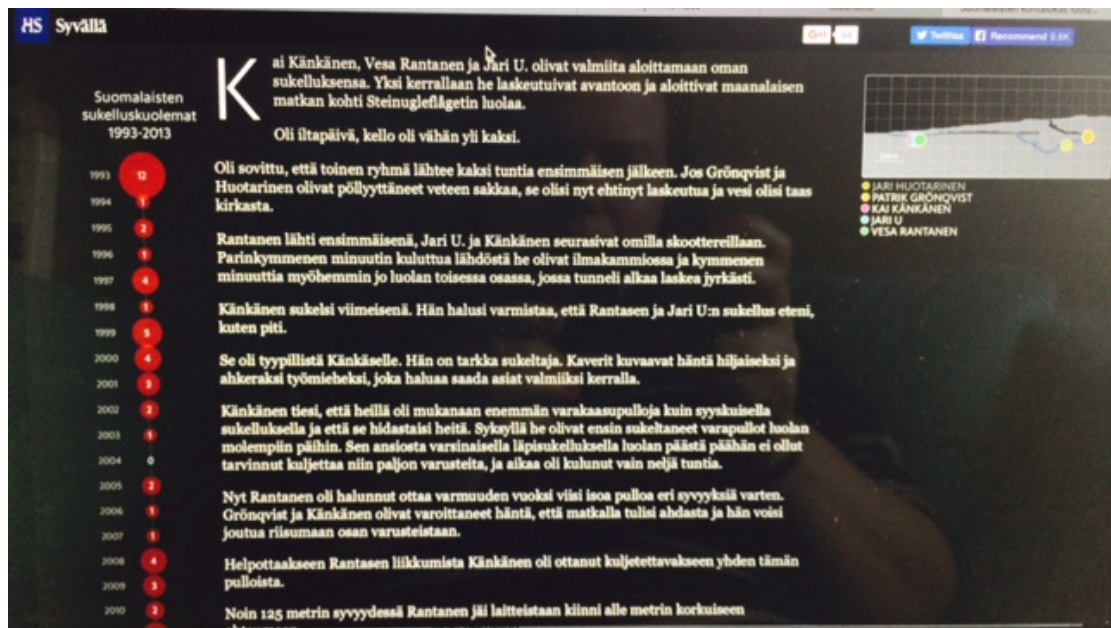 HS Syvällä
Twiittaa
Recommend 5.6K
Suomalaisten
sukelluskuolemat
1993-2013
1993 12
1994 1
1995 2
1996 1
1997 4
1998 1
1999 5
2000 4
2001 3
2002 2
2003 1
2004 0
2005 2
2006 1
2007 1
2008 4
2009 3
2010 2
Kai Känkänen, Vesa Rantanen ja Jari U. olivat valmiita aloittamaan oman
sukelluksensa. Yksi kerrallaan he laskeutuivat avantoon ja aloittivat maanalaisen
matkan kohti Steinugleflågetin luolaa.
Oli iltapäivä, kello oli vähän yli kaksi.
Oli sovittu, että toinen ryhmä lähtee kaksi tuntia ensimmäisen jälkeen. Jos Grönqvist ja
Huotarinen olivat pöllyyttäneet veteen sakkaa, se olisi nyt ehtinyt laskeutua ja vesi olisi taas
kirkasta.
Rantanen lähti ensimmäisenä, Jari U. ja Känkänen seurasivat omilla skoottereillaan.
Parinkymmenen minuutin kuluttua lähdöstä he olivat ilmakammiossa ja kymmenen
minuuttia myöhemmin jo luolan toisessa osassa, jossa tunneli alkaa laskea jyrkästi.
Känkänen sukelsi viimeisenä. Hän halusi varmistaa, että Rantasen ja Jari U:n sukellus eteni,
kuten piti.
Se oli tyypillistä Känkäselle. Hän on tarkka sukeltaja. Kaverit kuvaavat häntä hiljaiseksi ja
ahkeraksi työmieheksi, joka haluaa saada asiat valmiiksi kerralla.
Känkänen tiesi, että heillä oli mukanaan enemmän varakaasupulloja kuin syyskuisella
sukelluksella ja että se hidastaisi heitä. Syksyllä he olivat ensin sukeltaneet varapullot luolan
molempiin päihin. Sen ansiosta varsinaisella läpisukelluksella luolan päästä päähän ei ollut
tarvinnut kuljettaa niin paljon varusteita, ja aikaa oli kulunut vain neljä tuntia.
Nyt Rantanen oli halunnut ottaa varmuuden vuoksi viisi isoa pulloa eri syvyyksiä varten.
Grönqvist ja Känkänen olivat varoittaneet häntä, että matkalla tulisi ahdasta ja hän voisi
joutua riisumaan osan varusteistaan.
Helpottaakseen Rantasen liikkumista Känkänen oli ottanut kuljetettavakseen yhden tämän
pulloista.
Noin 125 metrin syvyydessä Rantanen jäi laitteistaan kiinni alle metrin korkuiseen
JARI HUOTARINEN
PATRIK GRÖNQVIST
KAI KÄNKÄNEN
JARI U
VESA RANTANEN